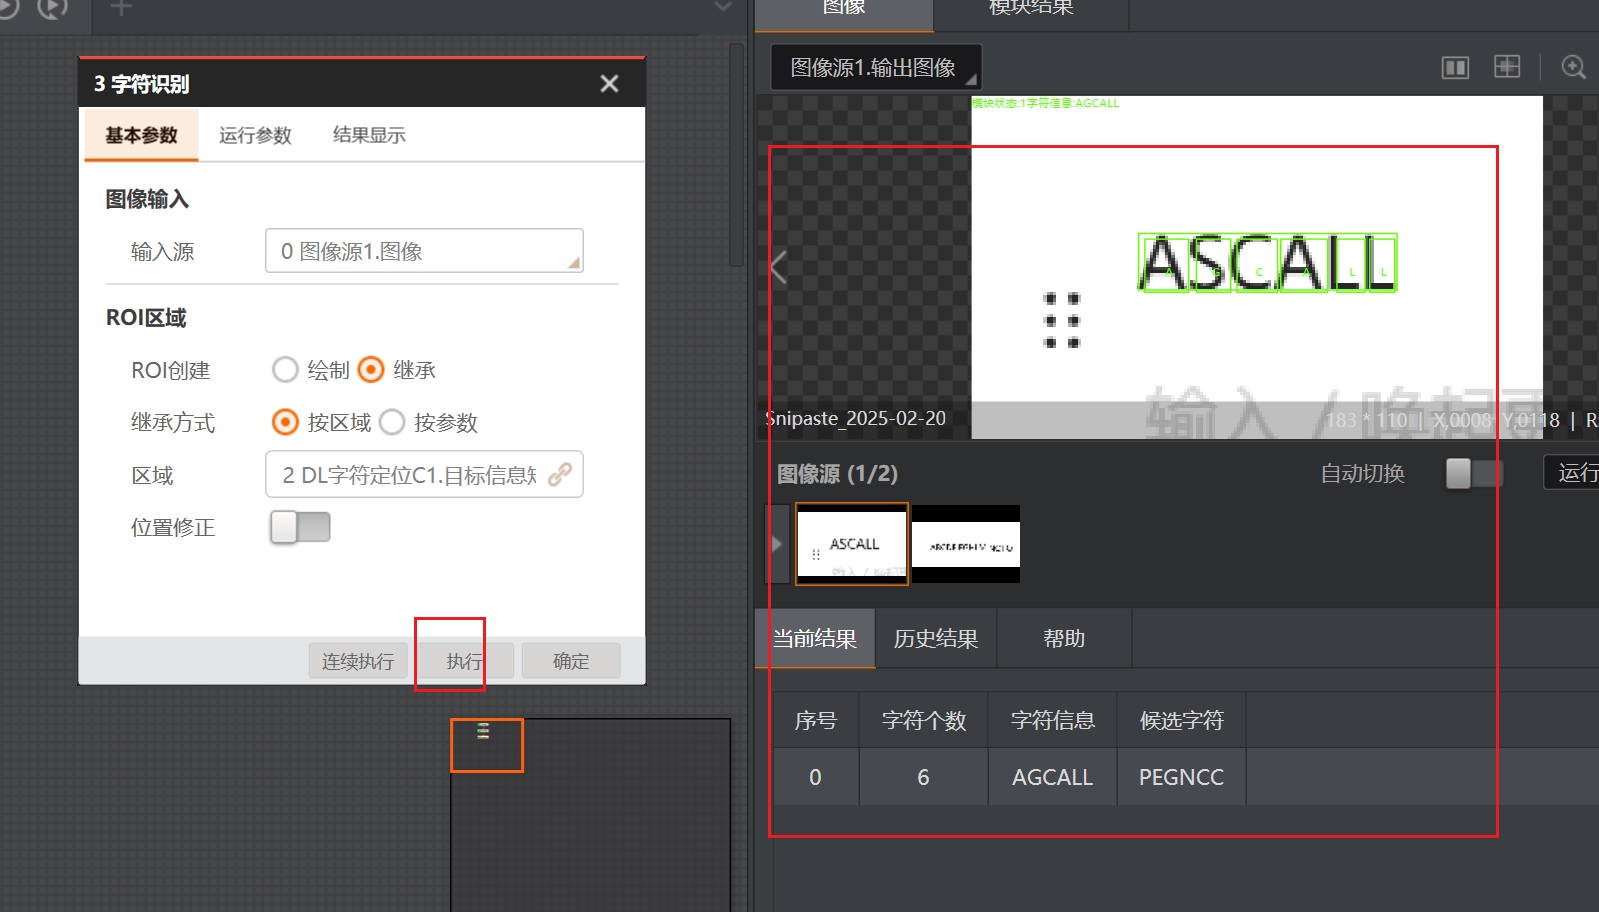 3 字符识别
基本参数 运行参数 结果显示
图像输入
输入源 0 图像源1.图像
ROI区域
ROI创建 绘制 继承
继承方式 按区域 按参数
区域 2 DL字符定位C1.目标信息
位置修正
连续执行 执行 确定
图像 模块结果
图像源1.输出图像
模块状态:1字符信息:AGCALL
ASCALL
A G C A L L
输入 / 唤起
Snipaste_2025-02-20
183 * 110 | X,0008 Y,0118 | R
图像源 (1/2)
自动切换
运行
ASCALL
输入 / 唤起
当前结果 历史结果 帮助
序号 字符个数 字符信息 候选字符
0 6 AGCALL PEGNCC